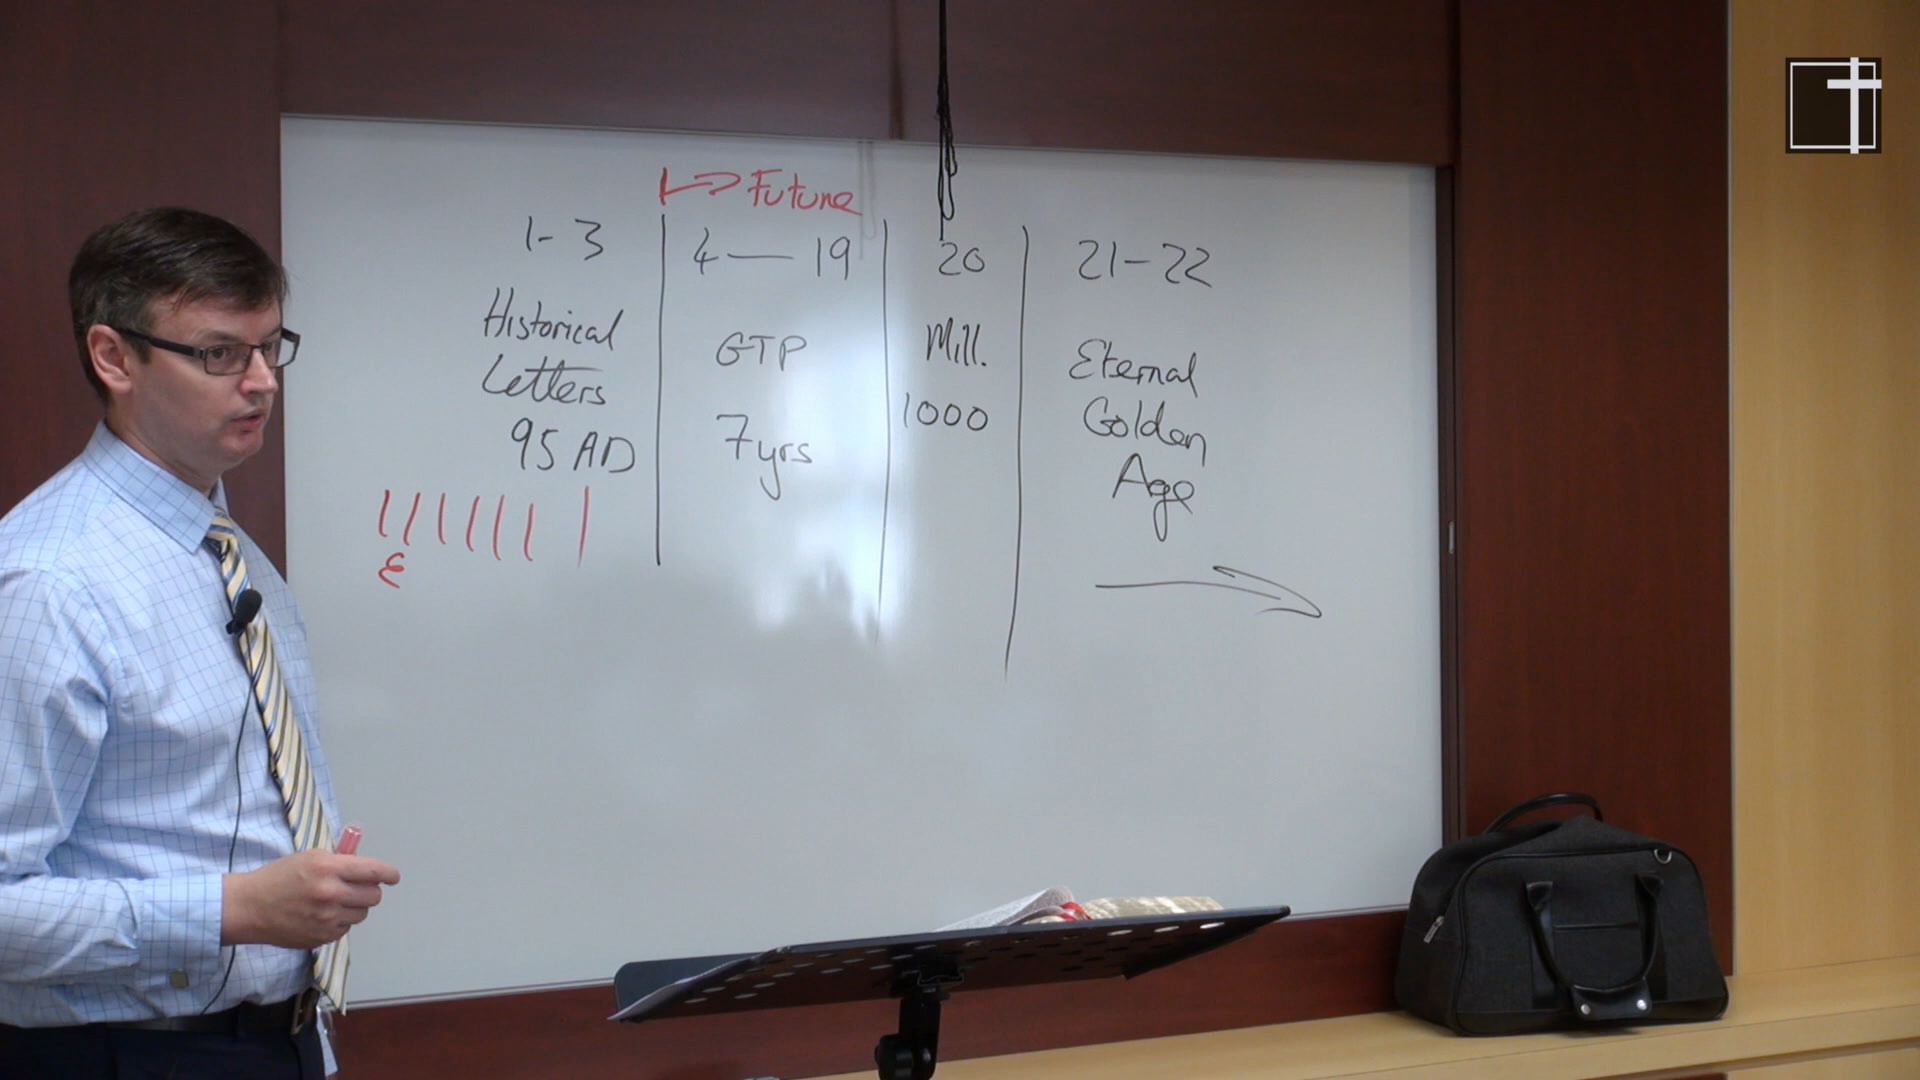 Future
1-3
4 — 19
20
21-22
Historical
Letters
95 AD
GTP
7yrs
Mill.
1000
Eternal
Golden
Age
E